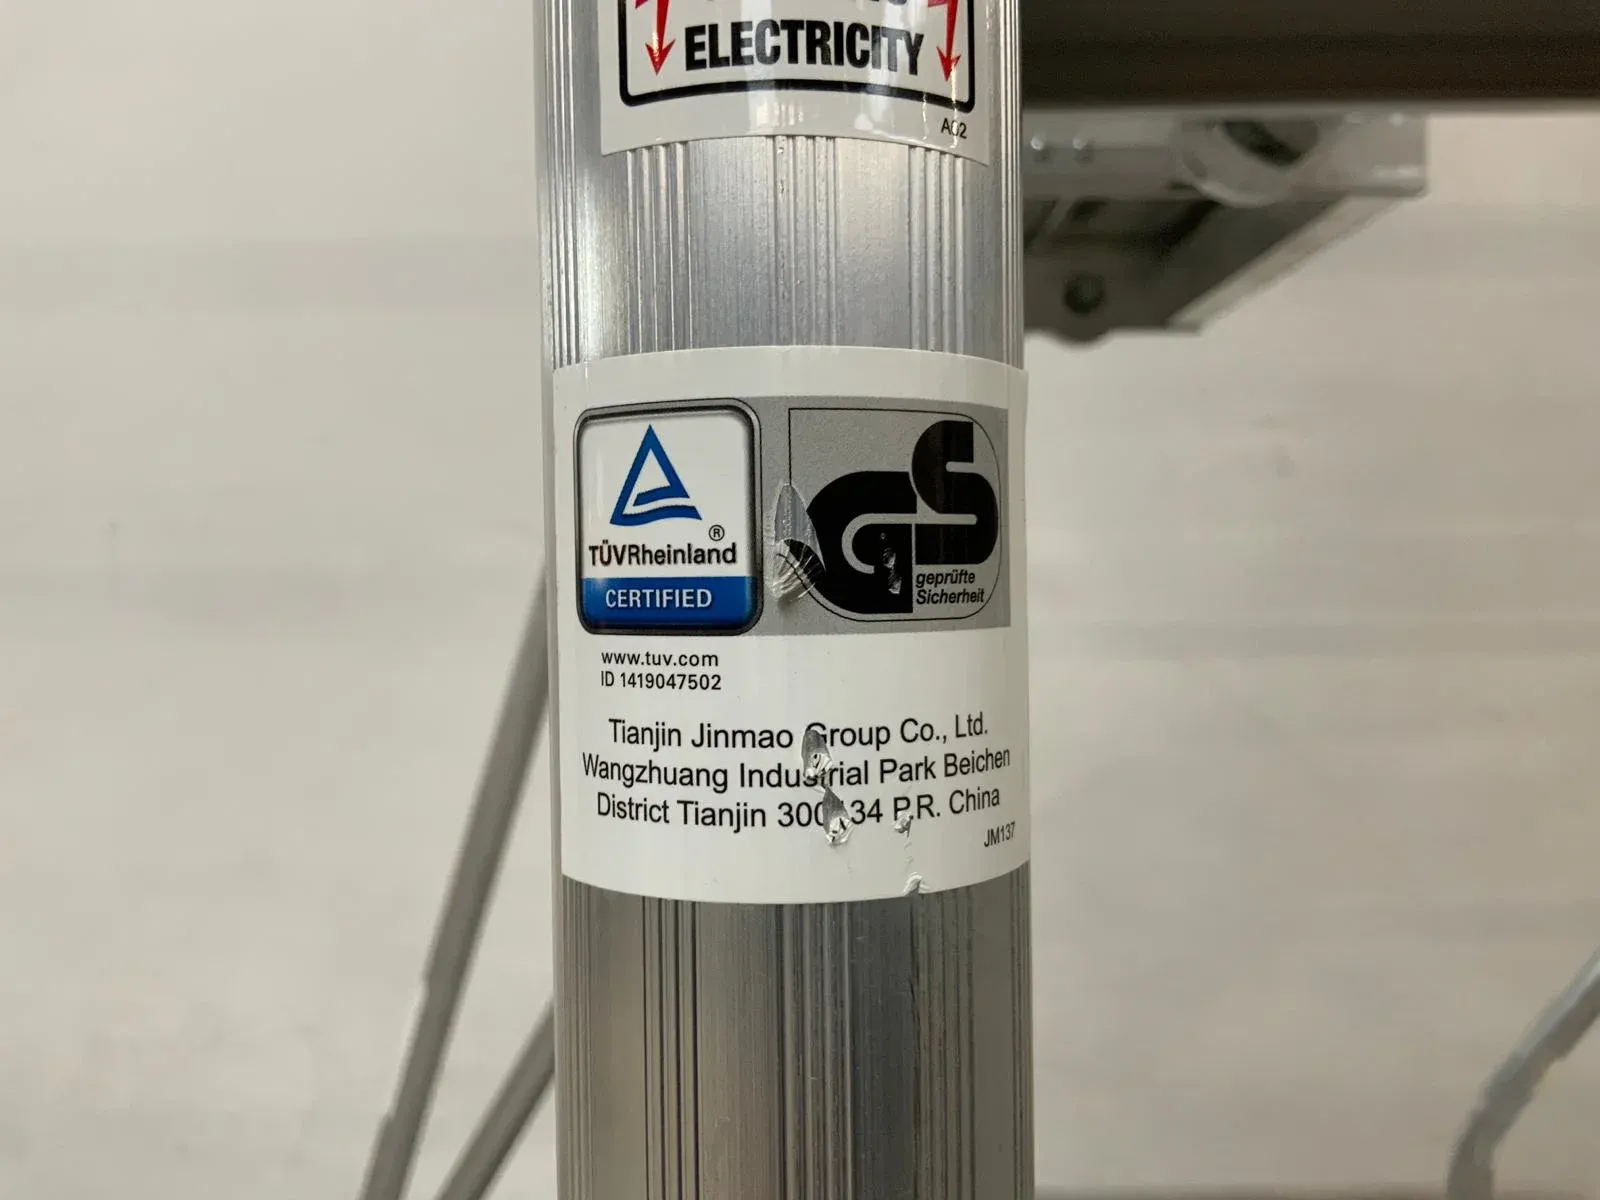 ELECTRICITY
A02
TÜVRheinland®
CERTIFIED
GS
geprüfte
Sicherheit
www.tuv.com
ID 1419047502
Tianjin Jinmao Group Co., Ltd.
Wangzhuang Industrial Park Beichen
District Tianjin P.R. China
JM137